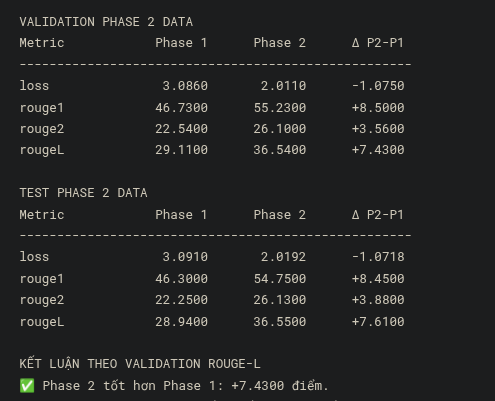 VALIDATION PHASE 2 DATA
Metric Phase 1 Phase 2 Δ P2-P1
----------------------------------------------------
loss 3.0860 2.0110 -1.0750
rouge1 46.7300 55.2300 +8.5000
rouge2 22.5400 26.1000 +3.5600
rougeL 29.1100 36.5400 +7.4300
TEST PHASE 2 DATA
Metric Phase 1 Phase 2 Δ P2-P1
----------------------------------------------------
loss 3.0910 2.0192 -1.0718
rouge1 46.3000 54.7500 +8.4500
rouge2 22.2500 26.1300 +3.8800
rougeL 28.9400 36.5500 +7.6100
KẾT LUẬN THEO VALIDATION ROUGE-L
✅ Phase 2 tốt hơn Phase 1: +7.4300 điểm.